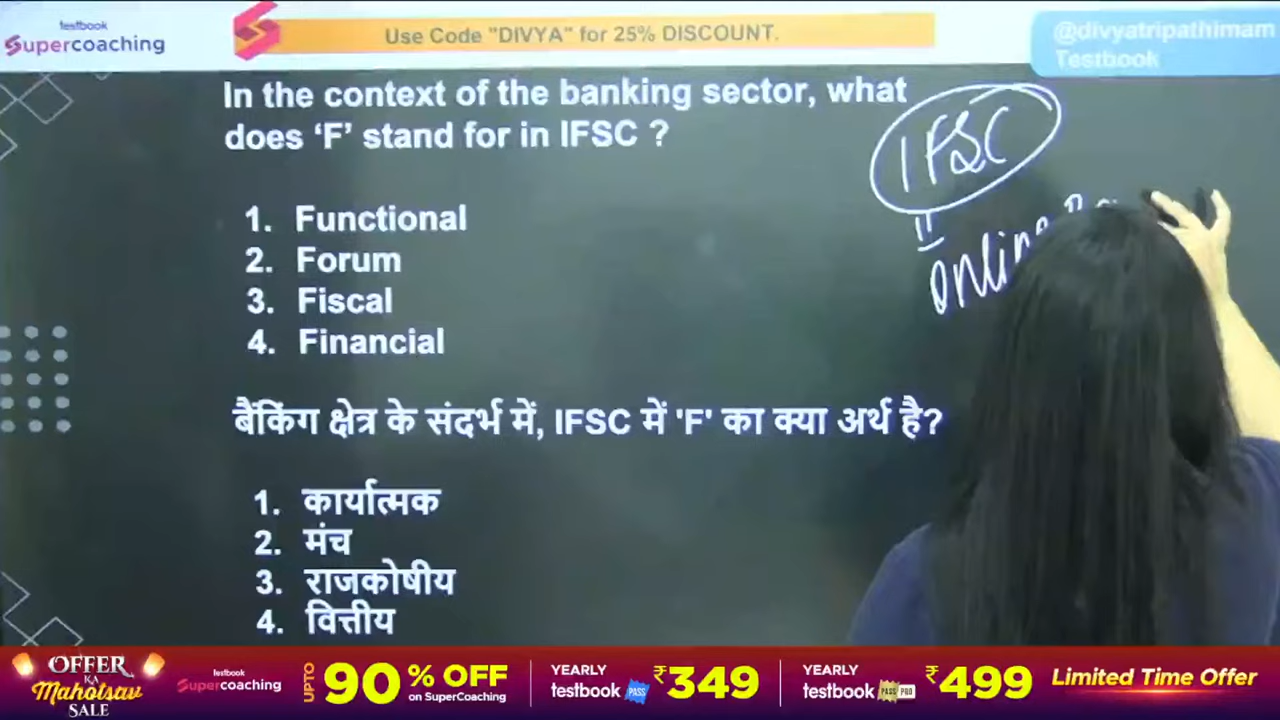 testbook
Supercoaching
Use Code "DIVYA" for 25% DISCOUNT.
@divyatripathimam
Testbook
In the context of the banking sector, what
does ‘F’ stand for in IFSC ?
IFSC
Online
1. Functional
2. Forum
3. Fiscal
4. Financial
बैंकिंग क्षेत्र के संदर्भ में, IFSC में 'F' का क्या अर्थ है?
1. कार्यात्मक
2. मंच
3. राजकोषीय
4. वित्तीय
OFFER
KA
Mahotsav
SALE
testbook
Supercoaching
UPTO 90% OFF
on SuperCoaching
YEARLY
testbook PASS
₹349
YEARLY
testbook PASS PRO
₹499
Limited Time Offer